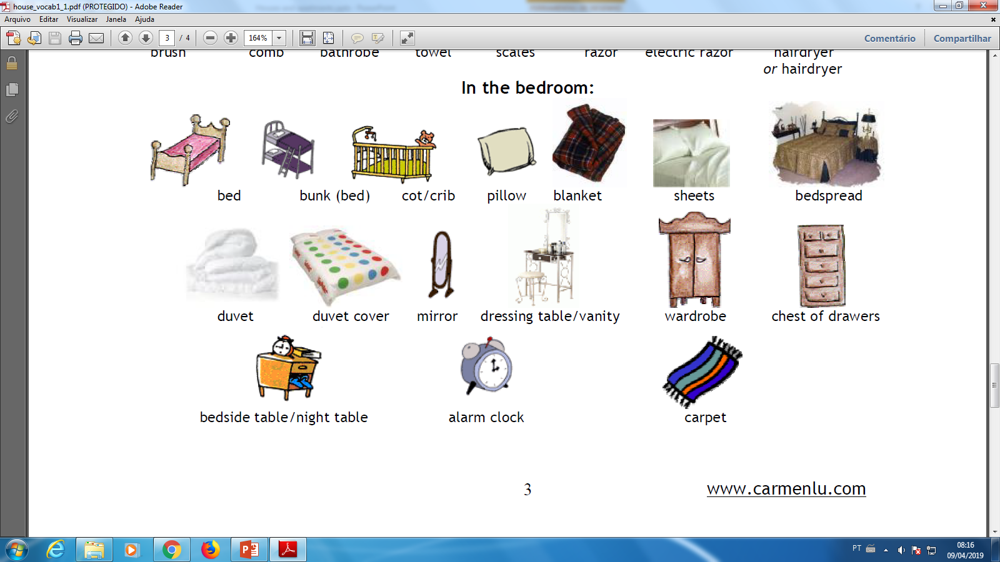 house_vocab1_1.pdf (PROTEGIDO) - Adobe Reader
Arquivo Editar Visualizar Janela Ajuda
3 / 4 164% Comentário Compartilhar
brush comb bathrobe towel scales razor electric razor hairdryer
or hairdryer
In the bedroom:
bed bunk (bed) cot/crib pillow blanket sheets bedspread
duvet duvet cover mirror dressing table/vanity wardrobe chest of drawers
bedside table/night table alarm clock carpet
3 www.carmenlu.com
PT 08:16
09/04/2019